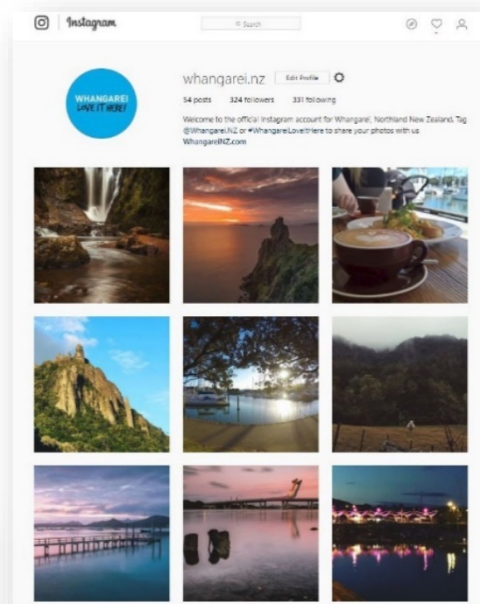 Instagram
Search
WHANGAREI
LOVE IT HERE!
whangarei.nz Edit Profile
54 posts 324 followers 331 following
Welcome to the official Instagram account for Whangarei, Northland New Zealand. Tag
@Whangarei.NZ or #WhangareiLoveItHere to share your photos with us.
WhangareiNZ.com